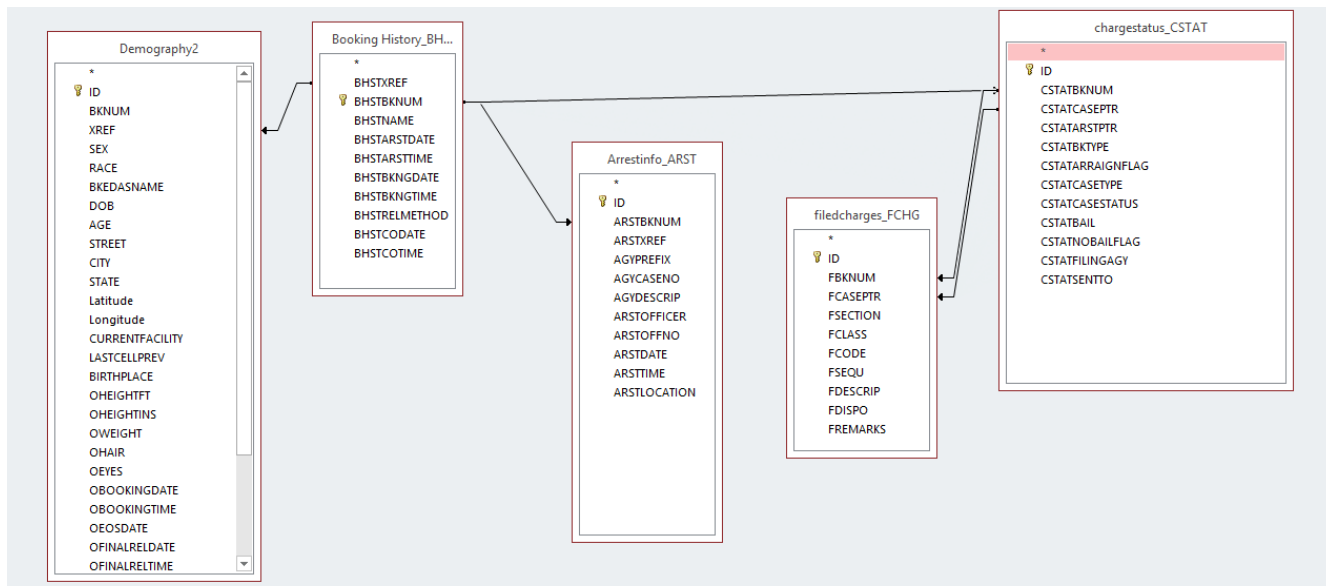 Demography2
*
ID
BKNUM
XREF
SEX
RACE
BKEDASNAME
DOB
AGE
STREET
CITY
STATE
Latitude
Longitude
CURRENTFACILITY
LASTCELLPREV
BIRTHPLACE
OHEIGHTFT
OHEIGHTINS
OWEIGHT
OHAIR
OEYES
OBOOKINGDATE
OBOOKINGTIME
OEOSDATE
OFINALRELDATE
OFINALRELTIME
Booking History_BH...
*
BHSTXREF
BHSTBKNUM
BHSTNAME
BHSTARSTDATE
BHSTARSTTIME
BHSTBKNGDATE
BHSTBKNGTIME
BHSTRELMETHOD
BHSTCODATE
BHSTCOTIME
Arrestinfo_ARST
*
ID
ARSTBKNUM
ARSTXREF
AGYPREFIX
AGYCASENO
AGYDESCRIP
ARSTOFFICER
ARSTOFFNO
ARSTDATE
ARSTTIME
ARSTLOCATION
filedcharges_FCHG
*
ID
FBKNUM
FCASEPTR
FSECTION
FCLASS
FCODE
FSEQU
FDESCRIP
FDISPO
FREMARKS
chargestatus_CSTAT
*
ID
CSTATBKNUM
CSTATCASEPTR
CSTATARSTPTR
CSTATBKTYPE
CSTATARRAIGNFLAG
CSTATCASETYPE
CSTATCASESTATUS
CSTATBAIL
CSTATNOBAILFLAG
CSTATFILINGAGY
CSTATSENTTO